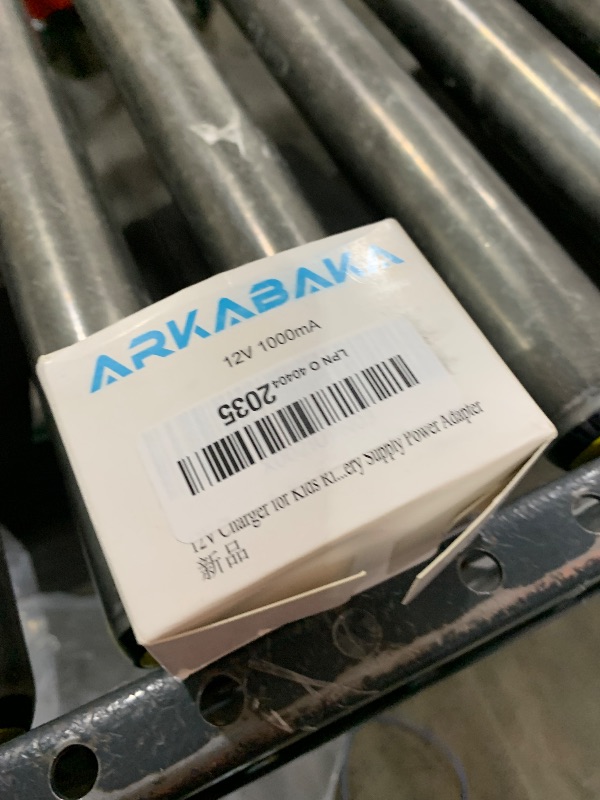 ARKABAKA
12V 1000mA
LPN O 40404 2035
12V Charger for Kids Ri...ery Supply Power Adapter
新品